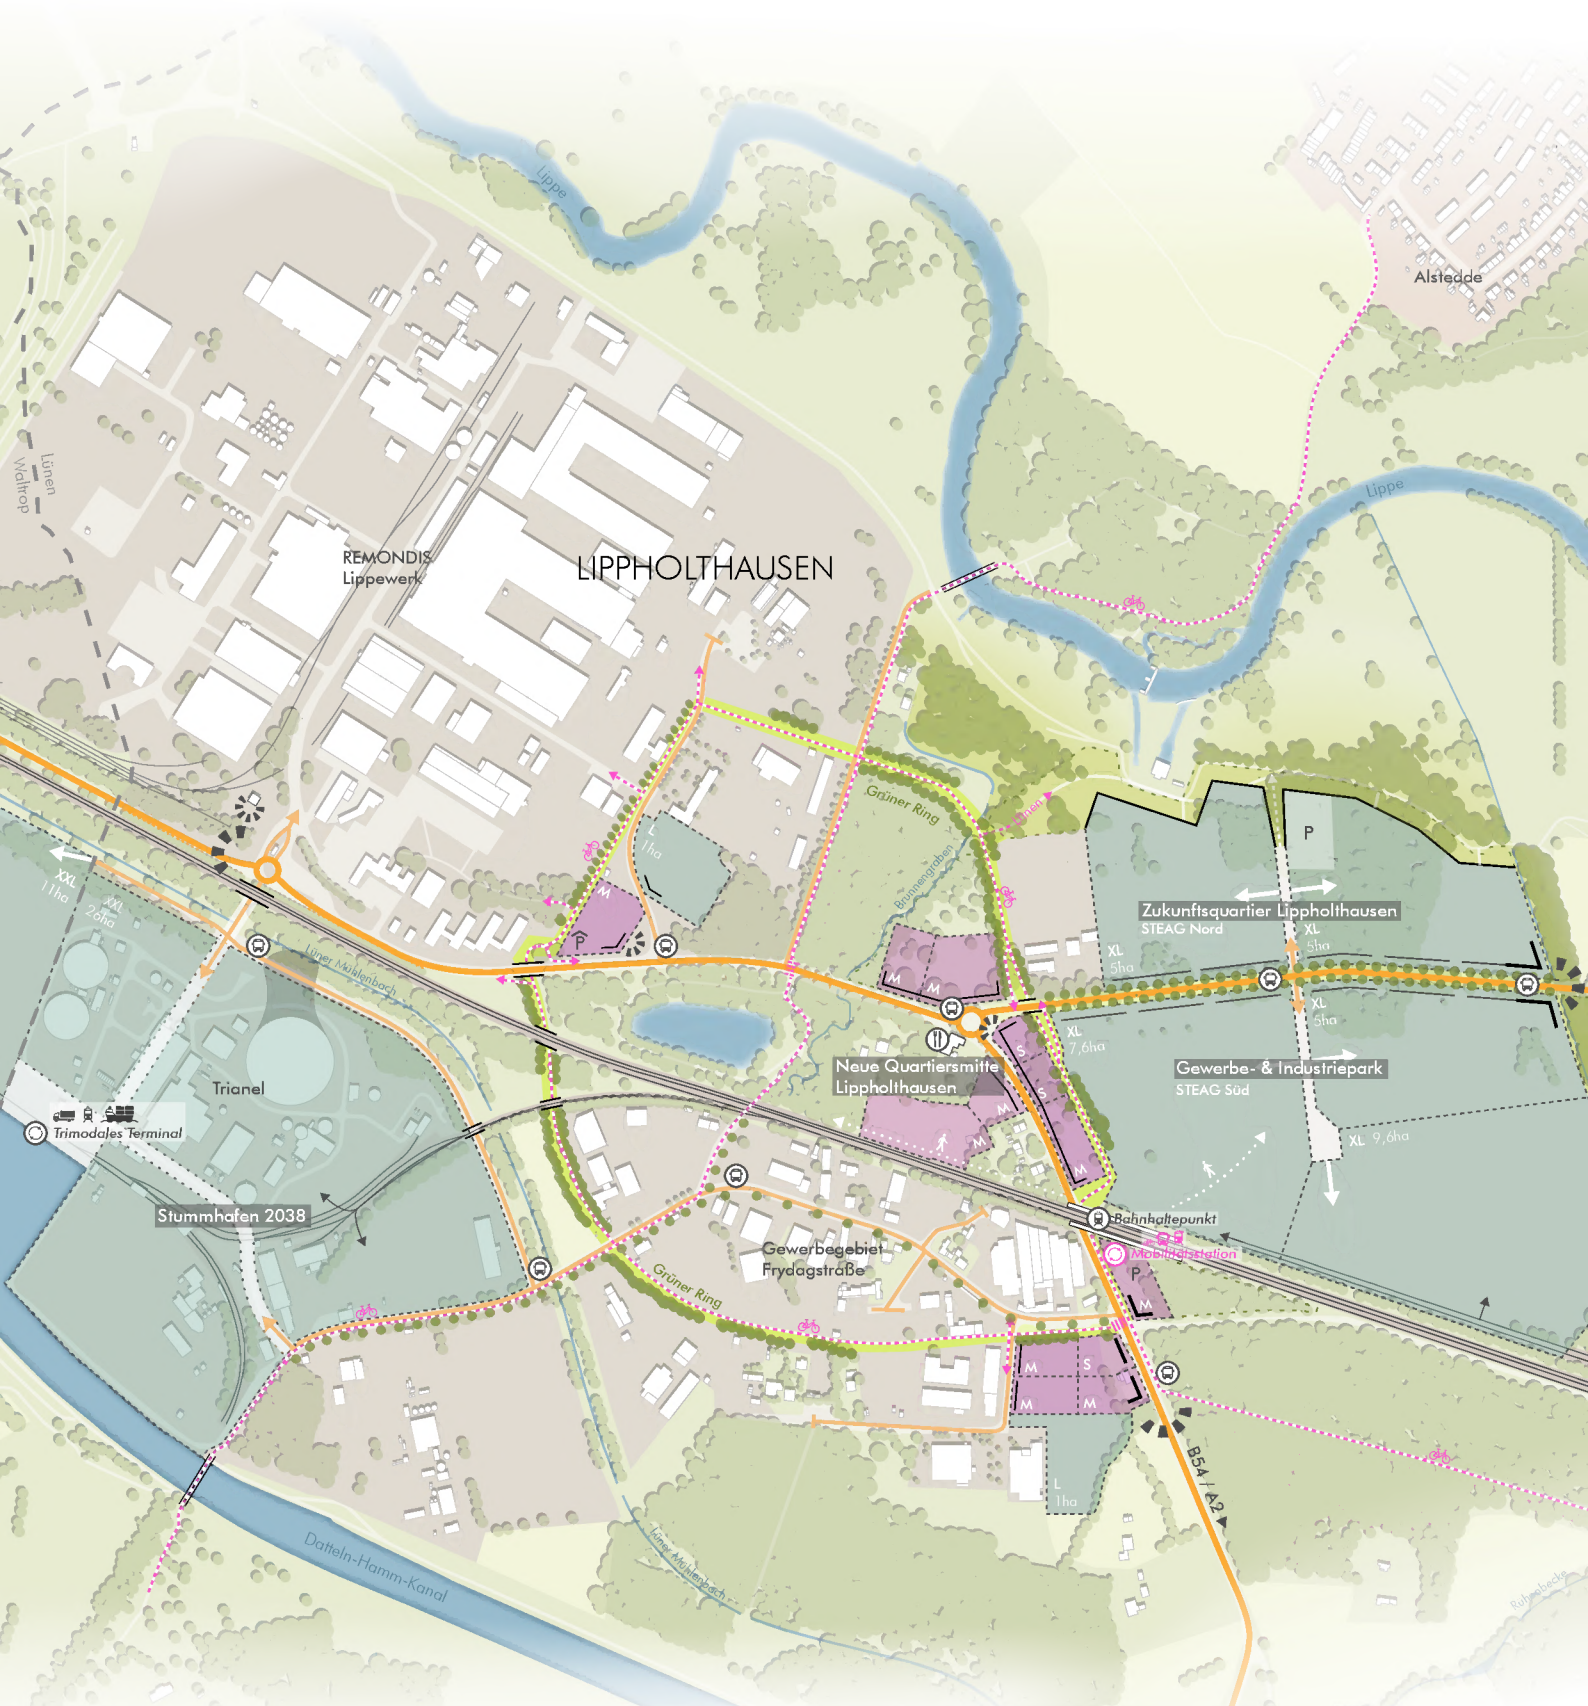 Lippe
Alstedde
Lünen
Waltrop
Lippe
REMONDIS
Lippewerk
LIPPHOLTHAUSEN
Grüner Ring
Lünen
P
L
1ha
M
P
Brunnengraben
XXL
11ha
XXL
26ha
Zukunftsquartier Lippholthausen
STEAG Nord
XL
5ha
XL
5ha
M
M
Lüner Mühlenbach
XL
5ha
XL
7,6ha
S
Neue Quartiersmitte
Lippholthausen
Gewerbe- & Industriepark
STEAG Süd
Trianel
S
M
Trimodales Terminal
M
XL 9,6ha
M
Stummhafen 2038
Bahnhaltepunkt
Mobilitätsstation
Gewerbegebiet
Frydagstraße
P
Grüner Ring
M
M
S
M
M
B54 / A2
L
1ha
Datteln-Hamm-Kanal
Lüner Mühlenbach
Ruhenbecke